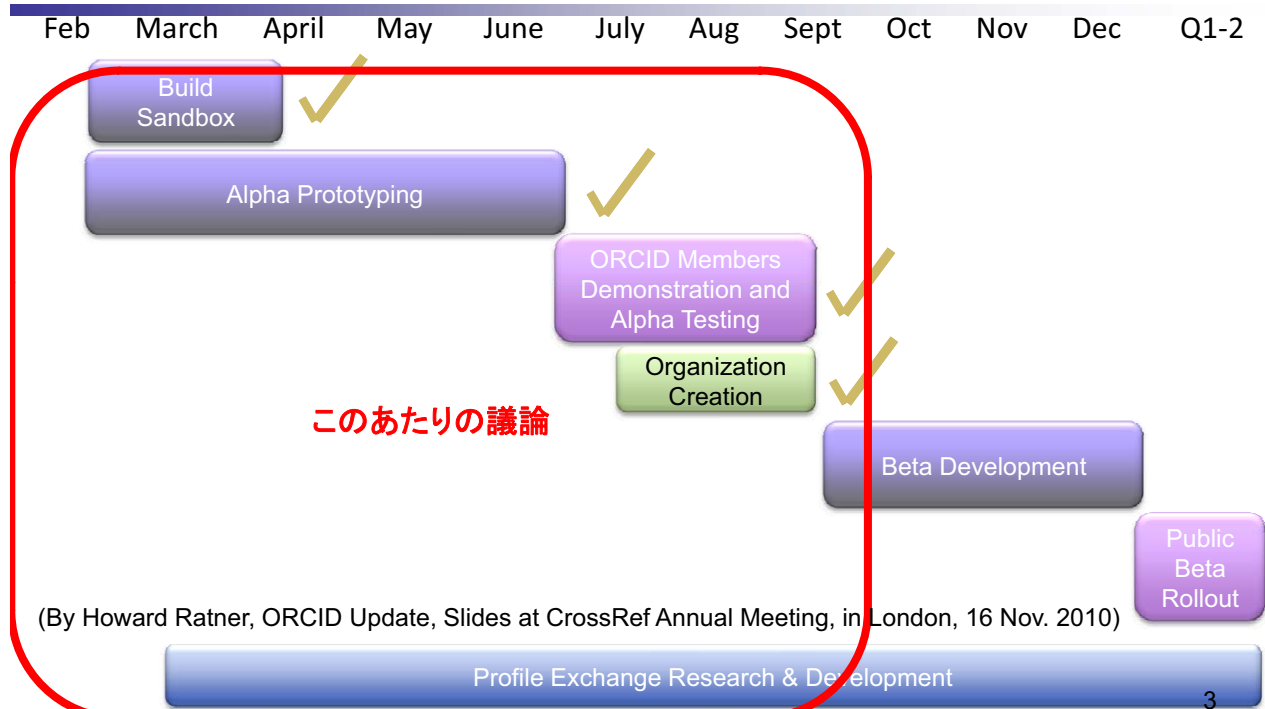 Feb March April May June July Aug Sept Oct Nov Dec Q1-2
Build
Sandbox
Alpha Prototyping
ORCID Members
Demonstration and
Alpha Testing
Organization
Creation
このあたりの議論
Beta Development
Public
Beta
Rollout
(By Howard Ratner, ORCID Update, Slides at CrossRef Annual Meeting, in London, 16 Nov. 2010)
Profile Exchange Research & Development
3